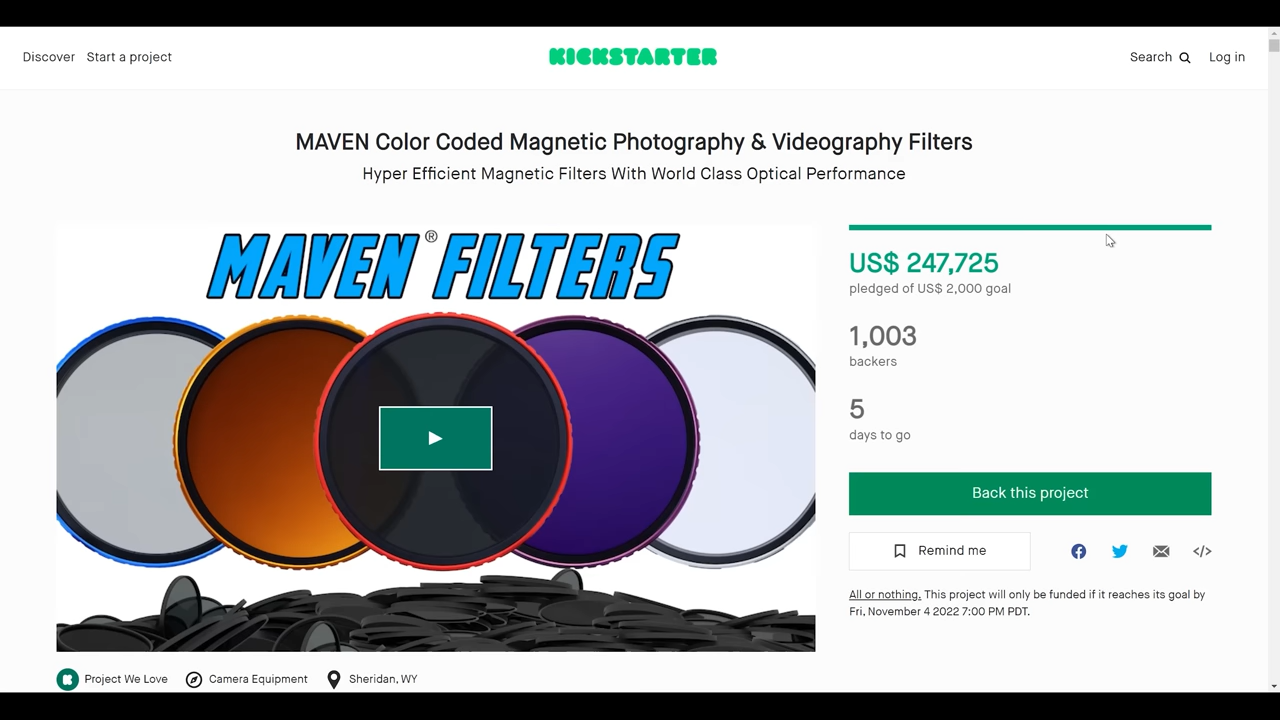 Discover Start a project KICKSTARTER Search Log in
MAVEN Color Coded Magnetic Photography & Videography Filters
Hyper Efficient Magnetic Filters With World Class Optical Performance
MAVEN® FILTERS
US$ 247,725
pledged of US$ 2,000 goal
1,003
backers
5
days to go
Back this project
Remind me
All or nothing. This project will only be funded if it reaches its goal by
Fri, November 4 2022 7:00 PM PDT.
Project We Love Camera Equipment Sheridan, WY